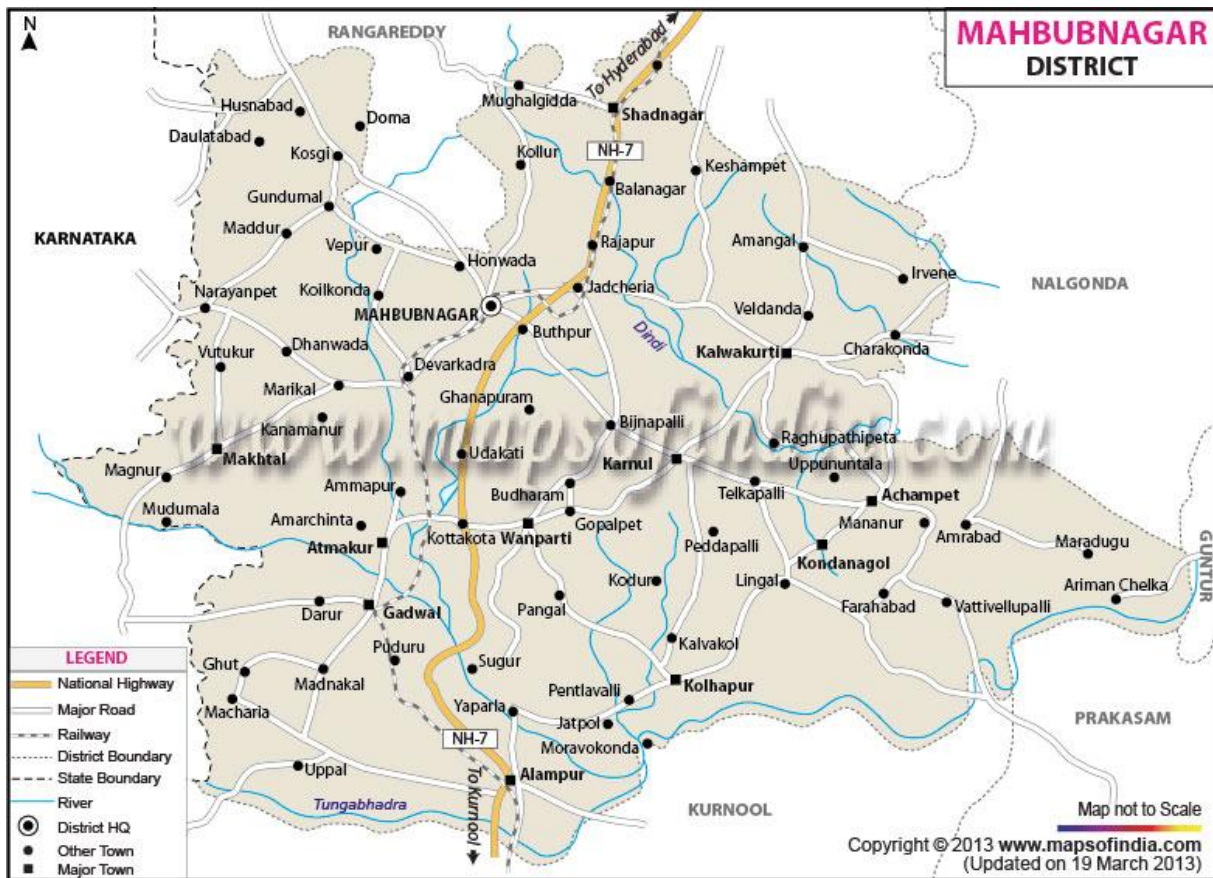 N
RANGAREDDY
To Hyderabad
MAHBUBNAGAR
DISTRICT
Mughalgidda
Shadnagar
Husnabad
Doma
Daulatabad
Kosgi
Kollur
NH-7
Keshampet
Balanagar
Gundumal
KARNATAKA
Maddur
Vepur
Rajapur
Amangal
Honwada
Irvene
NALGONDA
Narayanpet
Koilkonda
Jadcheria
MAHBUBNAGAR
Veldanda
Buthpur
Dindi
Vutukur
Dhanwada
Kalwakurti
Charakonda
Devarkadra
Marikal
Ghanapuram
www.mapsofindia.com
Kanamanur
Bijnapalli
Raghupathipeta
Makhtal
Udakati
Karnul
Uppununtala
Magnur
Ammapur
Budharam
Telkapalli
Achampet
Mudumala
Amarchinta
Gopalpet
Mananur
Kottakota
Wanparti
Peddapalli
Amrabad
Maradugu
Atmakur
Kondanagol
GUNTUR
Kodur
Lingal
Ariman Chelka
Darur
Gadwal
Pangal
Farahabad
Vattivellupalli
Kalvakol
LEGEND
National Highway
Major Road
Railway
District Boundary
State Boundary
River
District HQ
Other Town
Major Town
Ghut
Puduru
Sugur
Madnakal
Kolhapur
Pentlavalli
Macharia
Yaparla
Jatpol
PRAKASAM
NH-7
Moravokonda
Uppal
Alampur
Tungabhadra
To Kurnool
KURNOOL
Map not to Scale
Copyright © 2013 www.mapsofindia.com
(Updated on 19 March 2013)